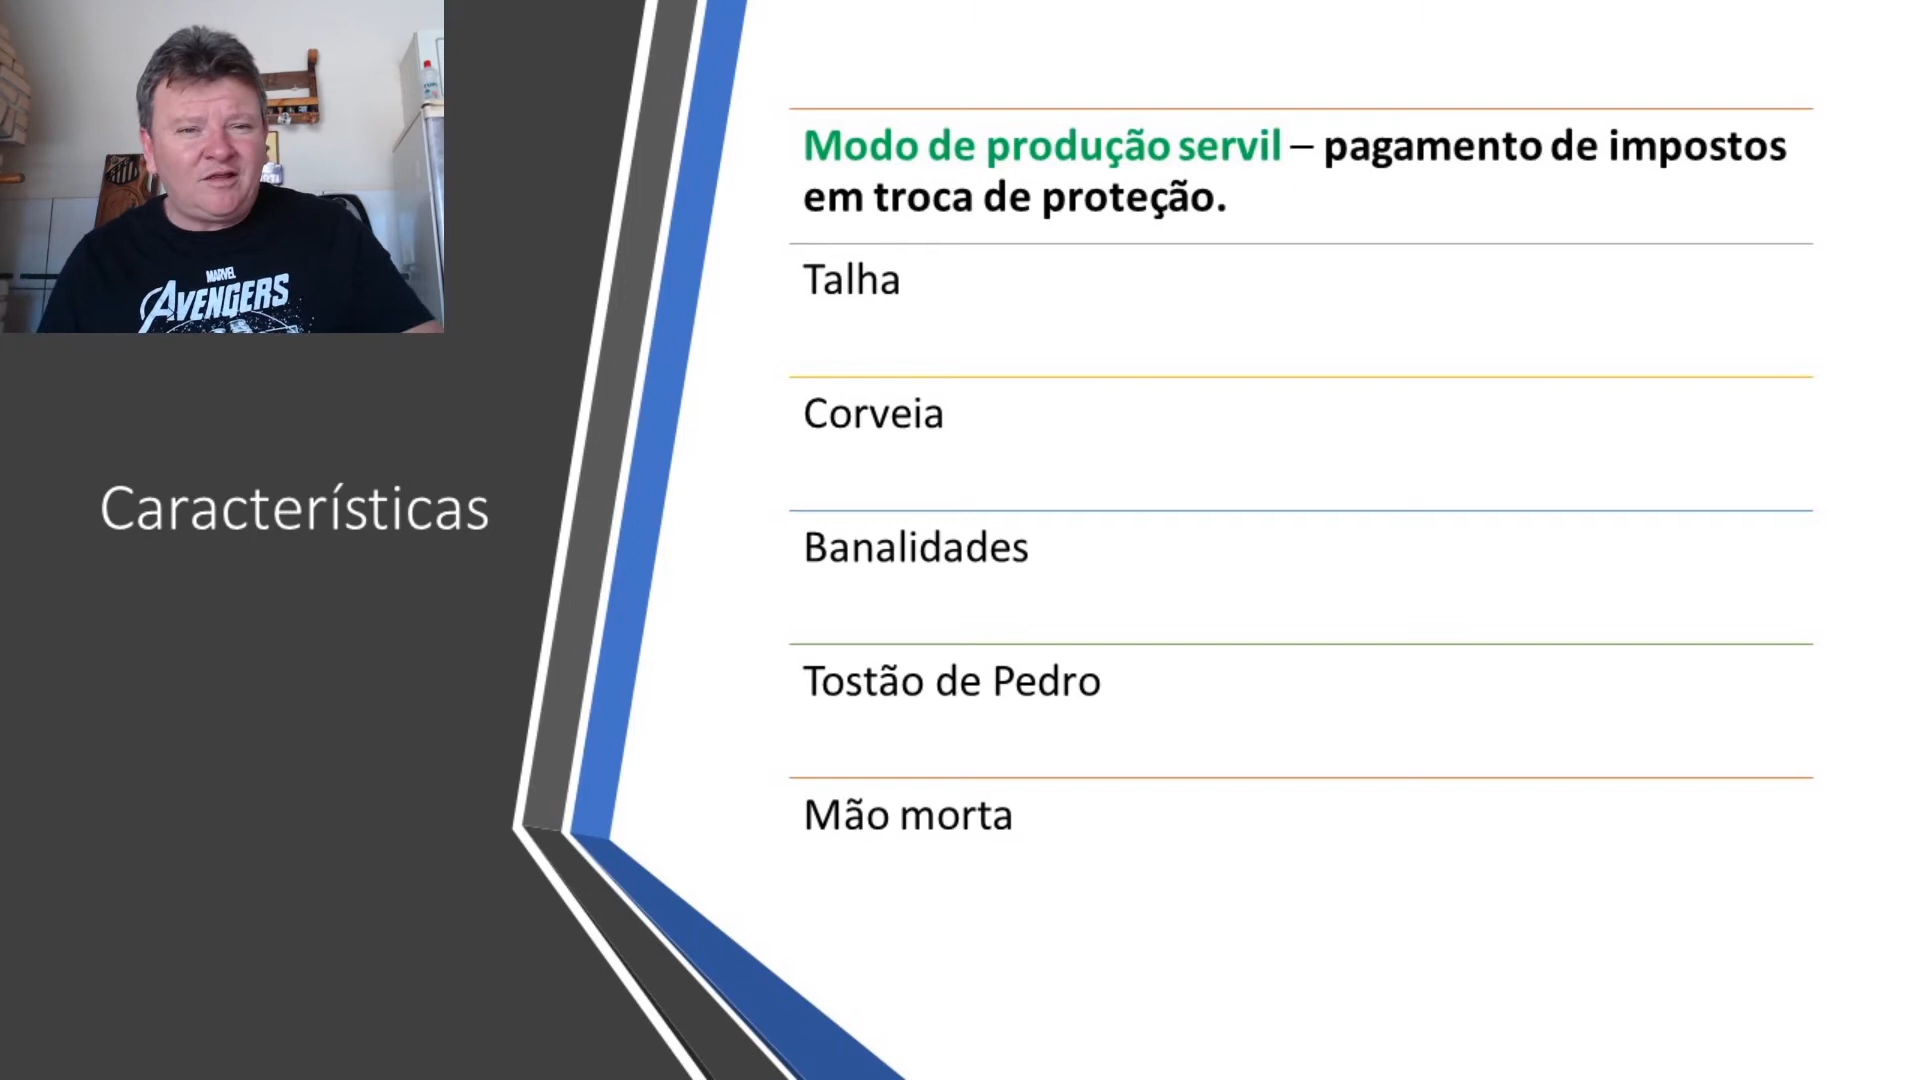 MARVEL
AVENGERS
Características
Modo de produção servil – pagamento de impostos
em troca de proteção.
Talha
Corveia
Banalidades
Tostão de Pedro
Mão morta